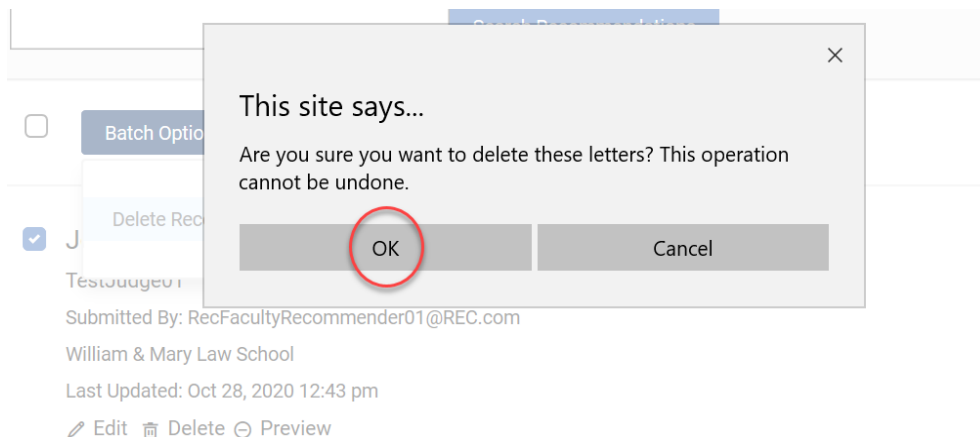 This site says...
Are you sure you want to delete these letters? This operation
cannot be undone.
OK Cancel
Batch Optio
Delete Rec
J
TestJudge01
Submitted By: RecFacultyRecommender01@REC.com
William & Mary Law School
Last Updated: Oct 28, 2020 12:43 pm
Edit Delete Preview